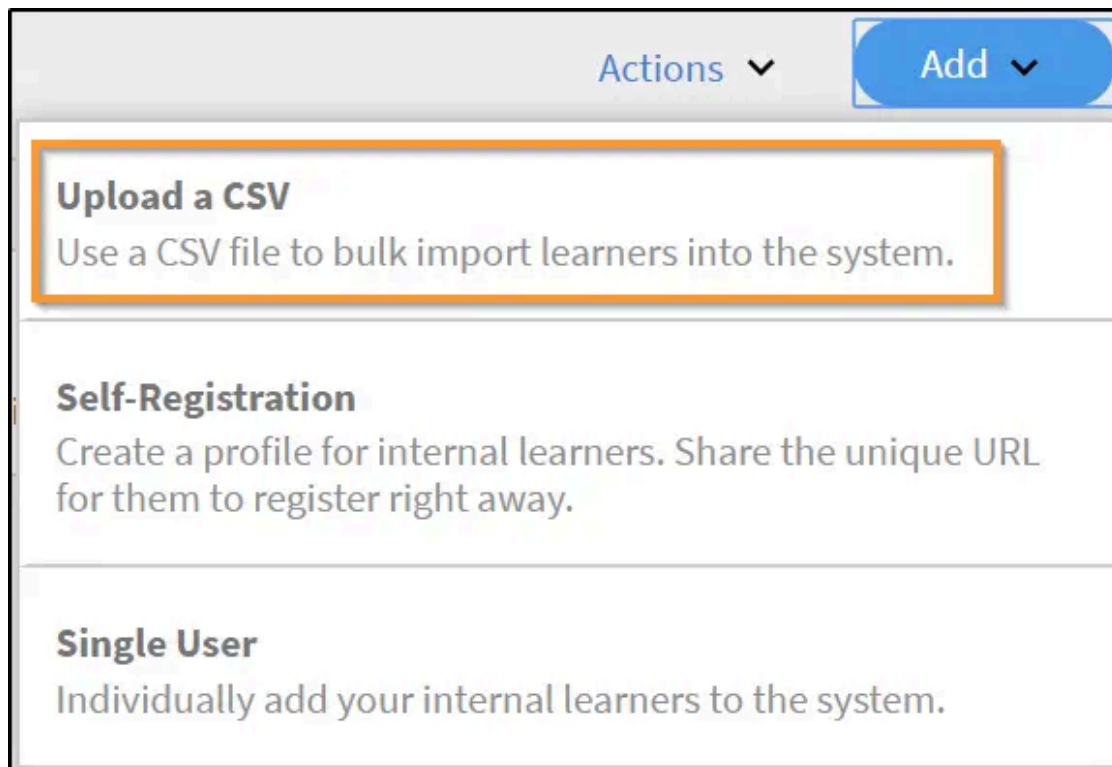 Actions
Add
Upload a CSV
Use a CSV file to bulk import learners into the system.
Self-Registration
Create a profile for internal learners. Share the unique URL
for them to register right away.
Single User
Individually add your internal learners to the system.